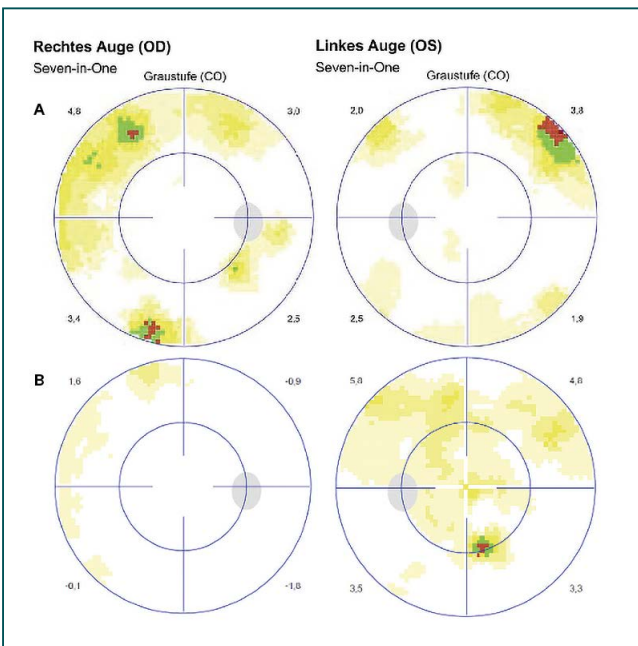 Rechtes Auge (OD)
Seven-in-One
Graustufe (CO)
Linkes Auge (OS)
Seven-in-One
Graustufe (CO)
A
4,8
3,0
3,4
2,5
2,0
3,8
2,5
1,9
B
1,6
-0,9
-0,1
-1,8
5,8
4,8
3,5
3,3